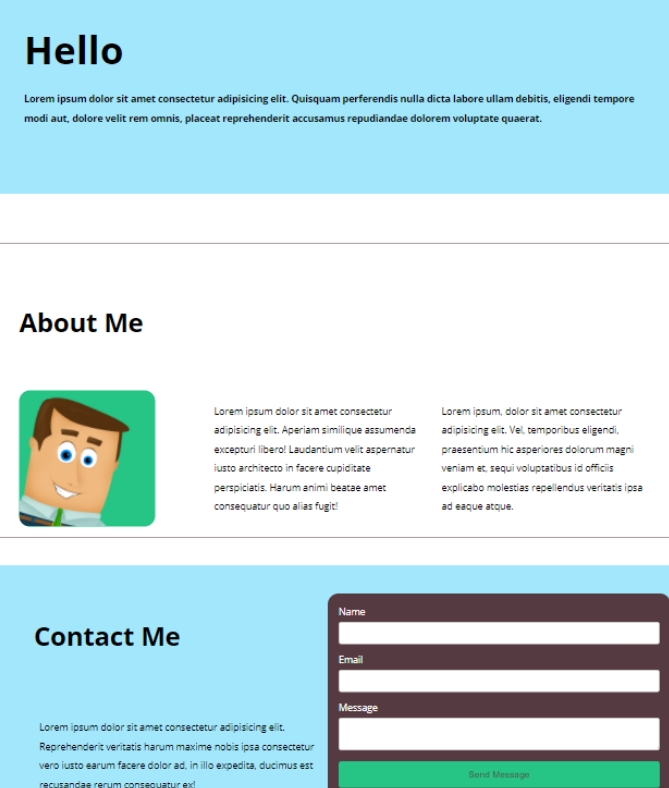 Hello
Lorem ipsum dolor sit amet consectetur adipisicing elit. Quisquam perferendis nulla dicta labore ullam debitis, eligendi tempore
modi aut, dolore velit rem omnis, placeat reprehenderit accusamus repudiandae dolorem voluptate quaerat.
About Me
Lorem ipsum dolor sit amet consectetur
adipisicing elit. Aperiam similique assumenda
excepturi libero! Laudantium velit aspernatur
iusto architecto in facere cupiditate
perspiciatis. Harum animi beatae amet
consequatur quo alias fugit!
Lorem ipsum, dolor sit amet consectetur
adipisicing elit. Vel, temporibus eligendi,
praesentium hic asperiores dolorum magni
veniam et, sequi voluptatibus id officiis
explicabo molestias repellendus veritatis ipsa
ad eaque atque.
Contact Me
Lorem ipsum dolor sit amet consectetur adipisicing elit.
Reprehenderit veritatis harum maxime nobis ipsa consectetur
vero iusto earum facere dolor ad, in illo expedita, ducimus est
recusandae rerum consequatur ex!
Name
Email
Message
Send Message